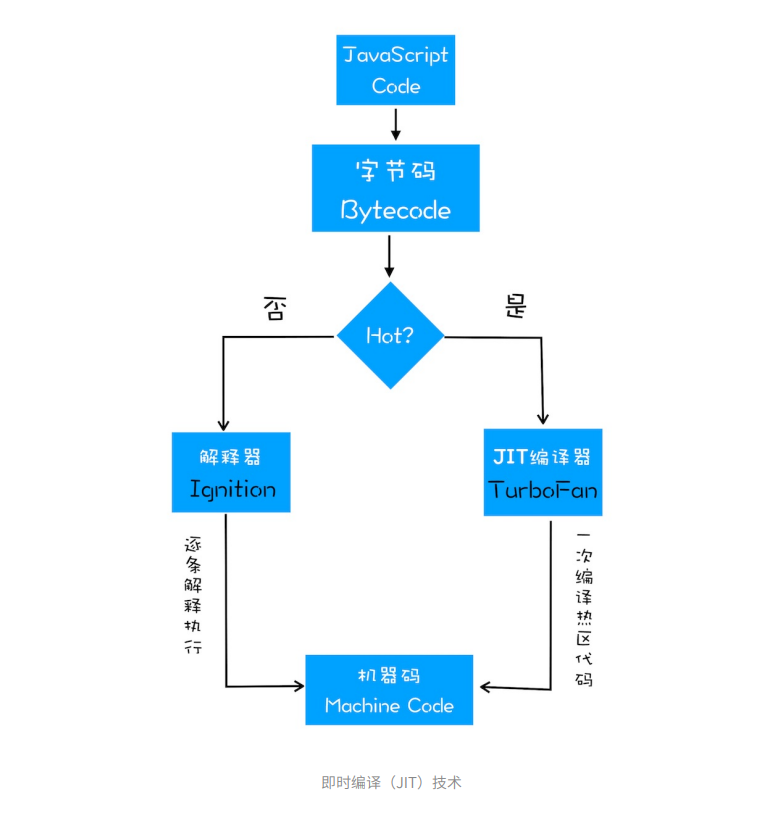 JavaScript
Code
字节码
Bytecode
否
是
Hot?
解释器
Ignition
JIT编译器
TurboFan
逐条解释执行
一次编译热区代码
机器码
Machine Code
即时编译（JIT）技术